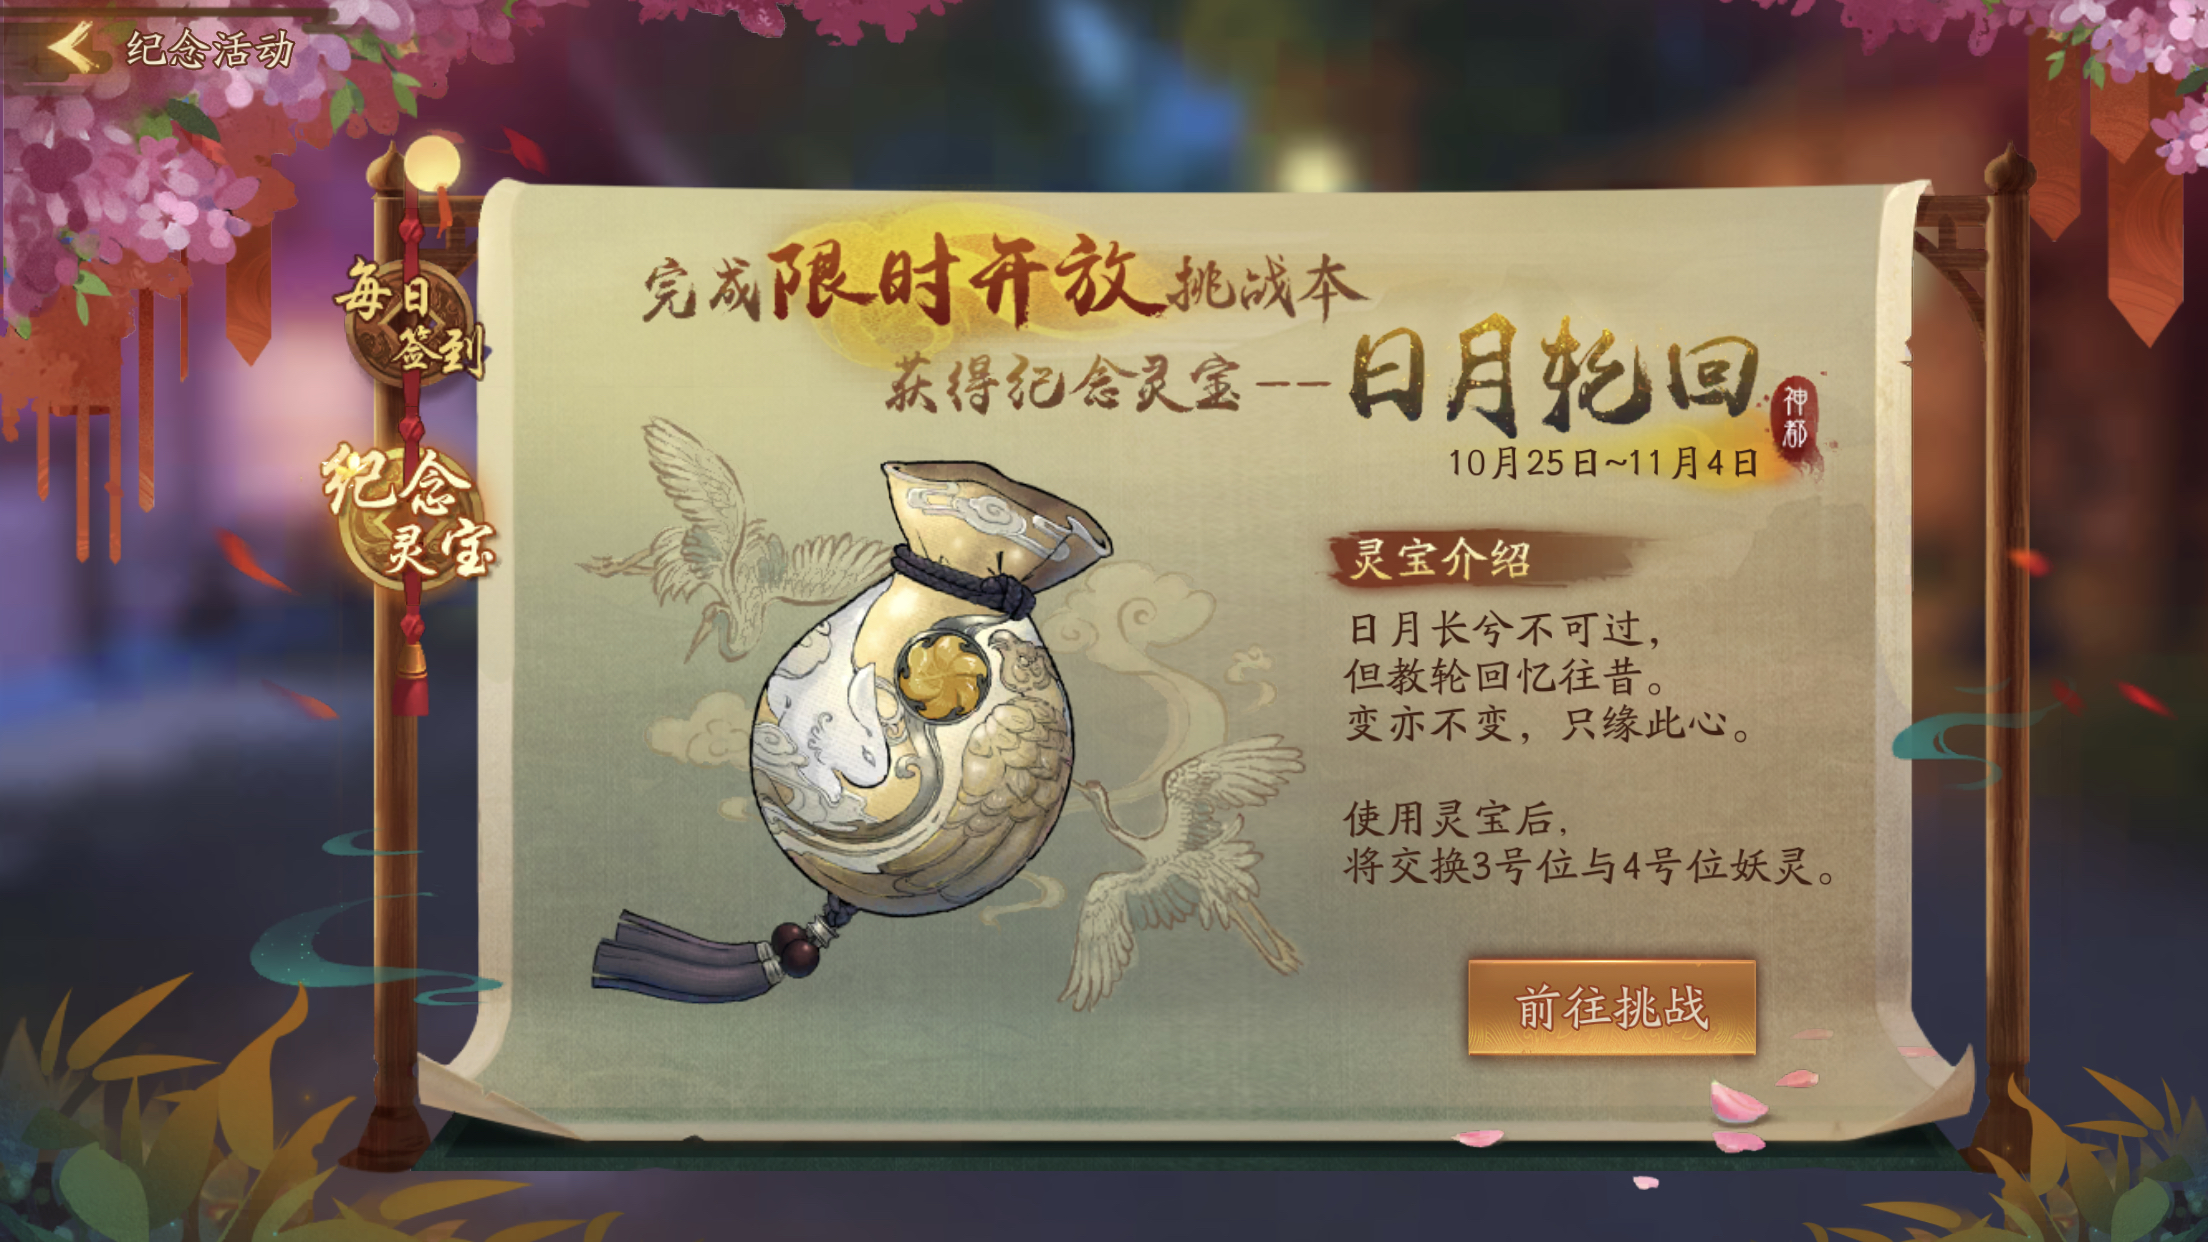 纪念活动
每日
签到
纪念
灵宝
完成限时开放挑战本
获得纪念灵宝--日月轮回
神都
10月25日~11月4日
灵宝介绍
日月长兮不可过，
但教轮回忆往昔。
变亦不变，只缘此心。
使用灵宝后，
将交换3号位与4号位妖灵。
前往挑战